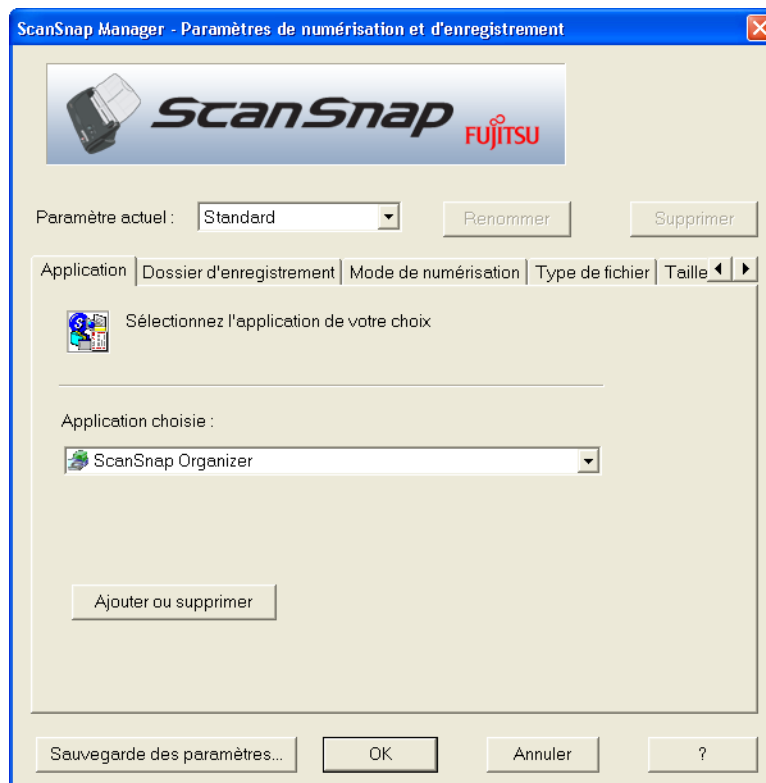 ScanSnap Manager - Paramètres de numérisation et d'enregistrement
ScanSnap
FUJITSU
Paramètre actuel :
Standard
Renommer
Supprimer
Application
Dossier d'enregistrement
Mode de numérisation
Type de fichier
Taille
Sélectionnez l'application de votre choix
Application choisie :
ScanSnap Organizer
Ajouter ou supprimer
Sauvegarde des paramètres...
OK
Annuler
?